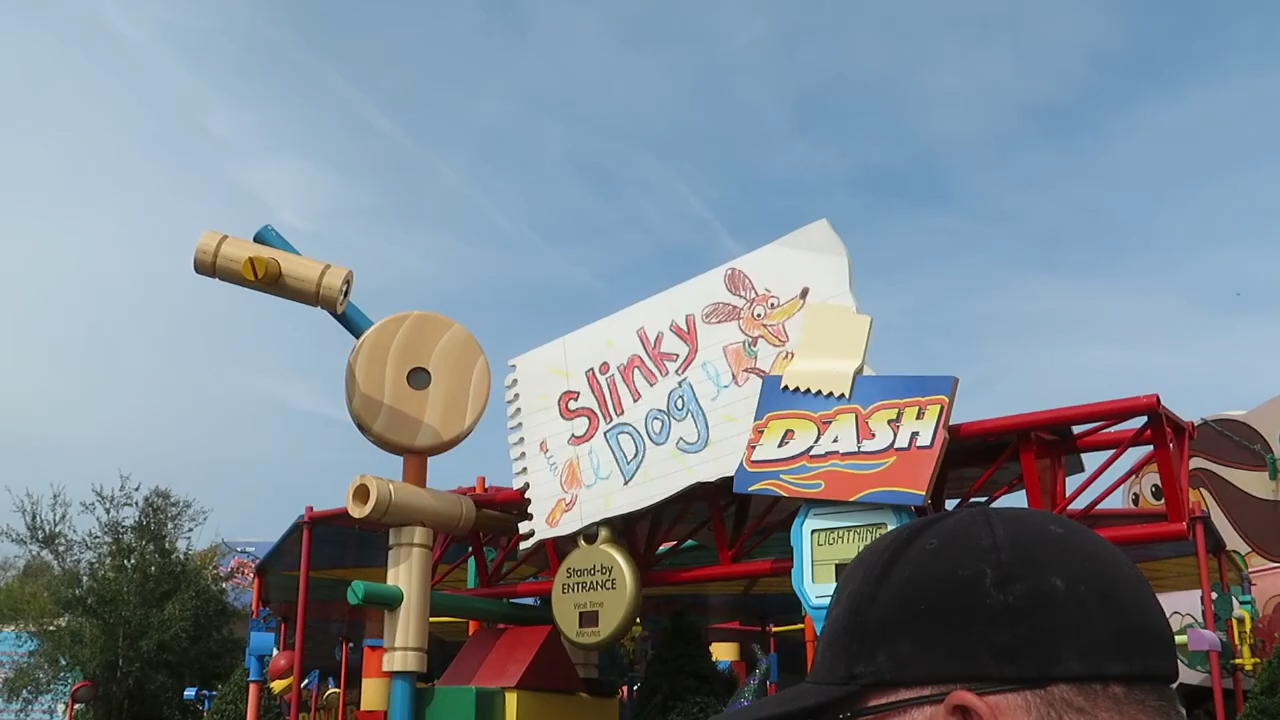 Slinky
Dog
DASH
Stand-by
ENTRANCE
Wait Time
Minutes
LIGHTNING